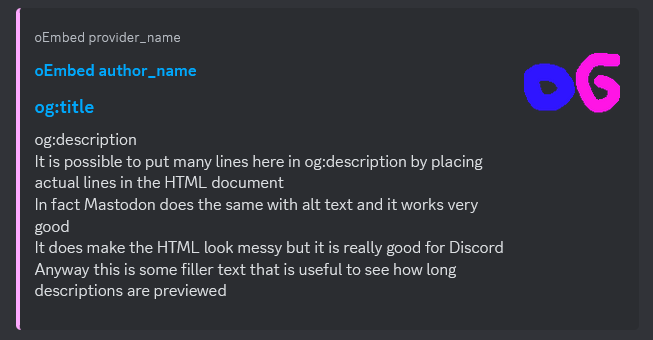 oEmbed provider_name
oEmbed author_name
og:title
og:description
It is possible to put many lines here in og:description by placing
actual lines in the HTML document
In fact Mastodon does the same with alt text and it works very
good
It does make the HTML look messy but it is really good for Discord
Anyway this is some filler text that is useful to see how long
descriptions are previewed
OG